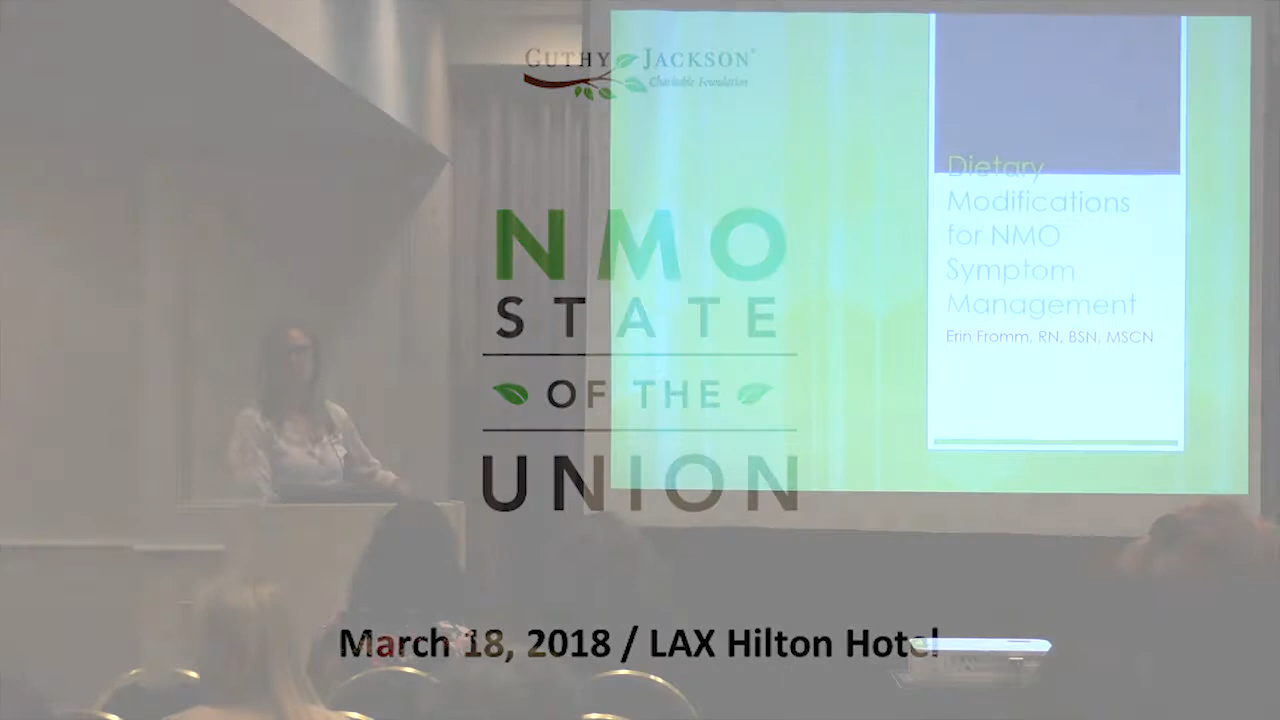 GUTHY JACKSON®
Charitable Foundation
NMO
STATE
OF THE
UNION
March 18, 2018 / LAX Hilton Hotel
Dietary
Modifications
for NMO
Symptom
Management
Erin Fromm, RN, BSN, MSCN